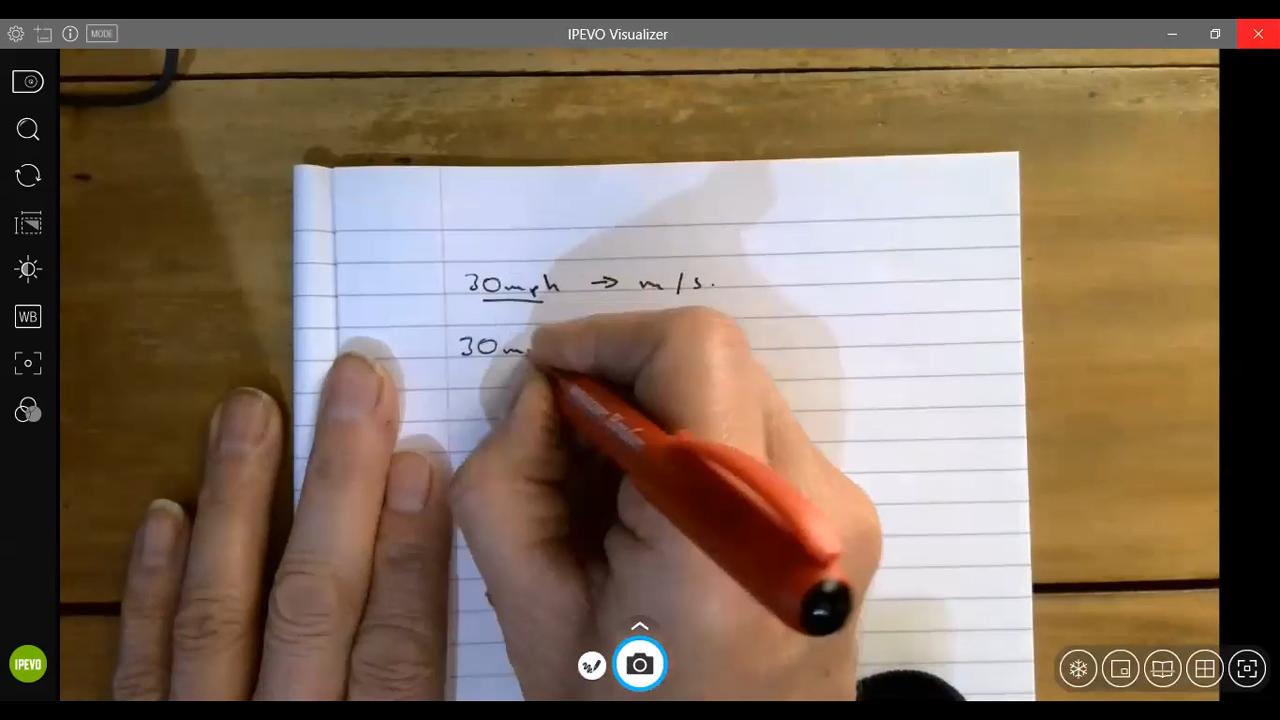 MODE
IPEVO Visualizer
WB
30mph → m/s.
30m
IPEVO